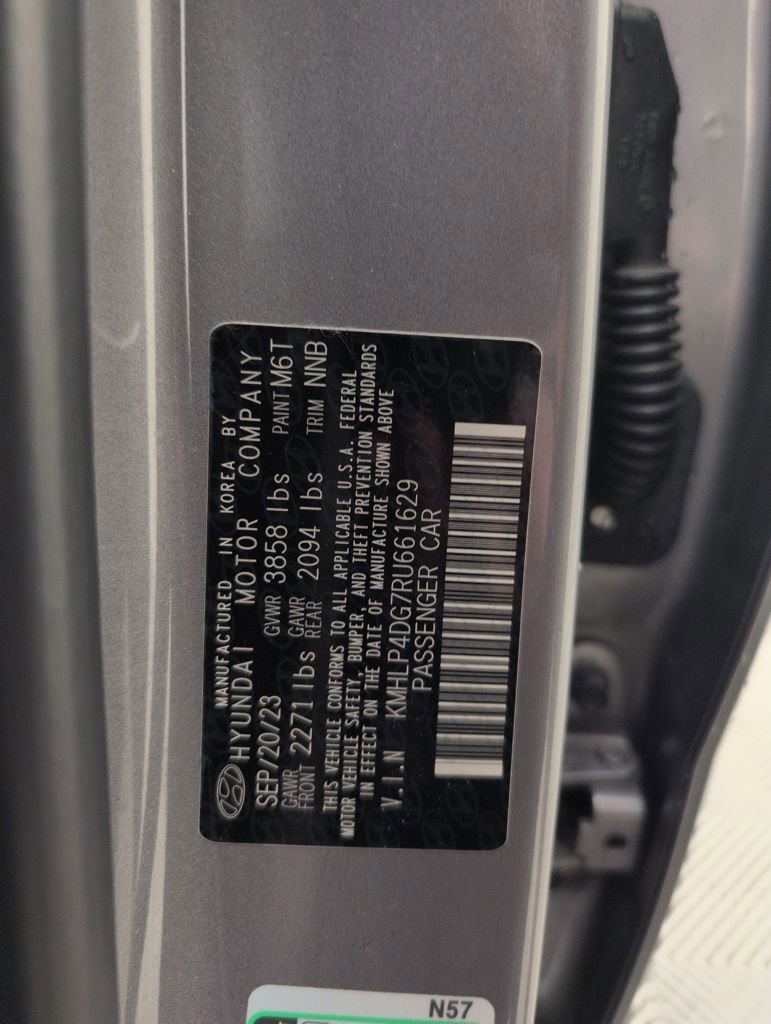 MANUFACTURED IN KOREA BY
HYUNDAI MOTOR COMPANY
SEP/20/23 GVWR 3858 lbs PAINT M6T
GAWR FRONT 2271 lbs GAWR REAR 2094 lbs TRIM NNB
THIS VEHICLE CONFORMS TO ALL APPLICABLE U.S.A. FEDERAL
MOTOR VEHICLE SAFETY, BUMPER, AND THEFT PREVENTION STANDARDS
IN EFFECT ON THE DATE OF MANUFACTURE SHOWN ABOVE
V.I.N KMHLP4DG7RU661629
PASSENGER CAR
N57